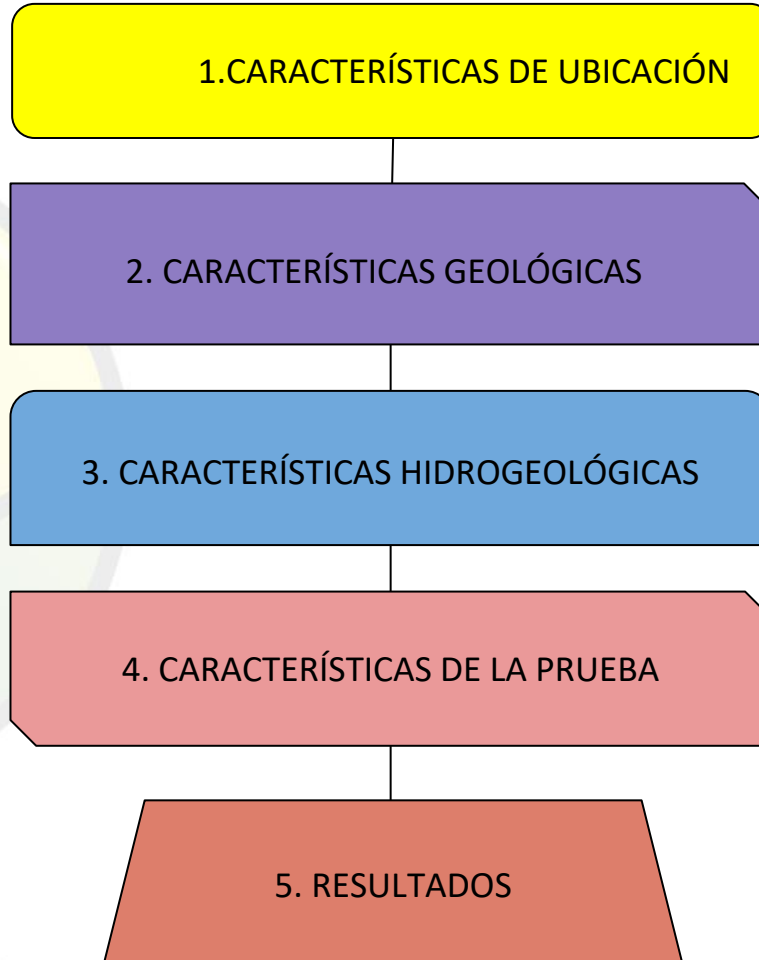 1.CARACTERÍSTICAS DE UBICACIÓN
2. CARACTERÍSTICAS GEOLÓGICAS
3. CARACTERÍSTICAS HIDROGEOLÓGICAS
4. CARACTERÍSTICAS DE LA PRUEBA
5. RESULTADOS